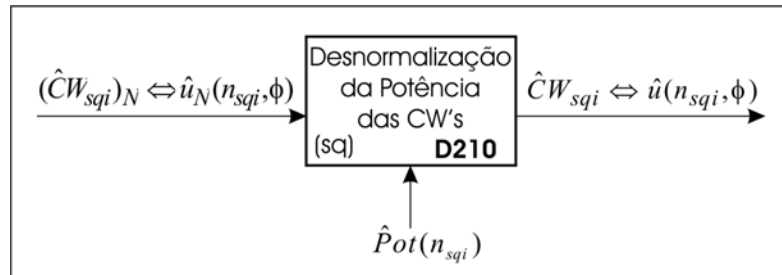 Desnormalização
(ĈW_sqi)_N ⇔ û_N(n_sqi,ϕ)
da Potência
ĈW_sqi ⇔ û(n_sqi,ϕ)
das CW's
(sq) D210
P̂ot(n_sqi)